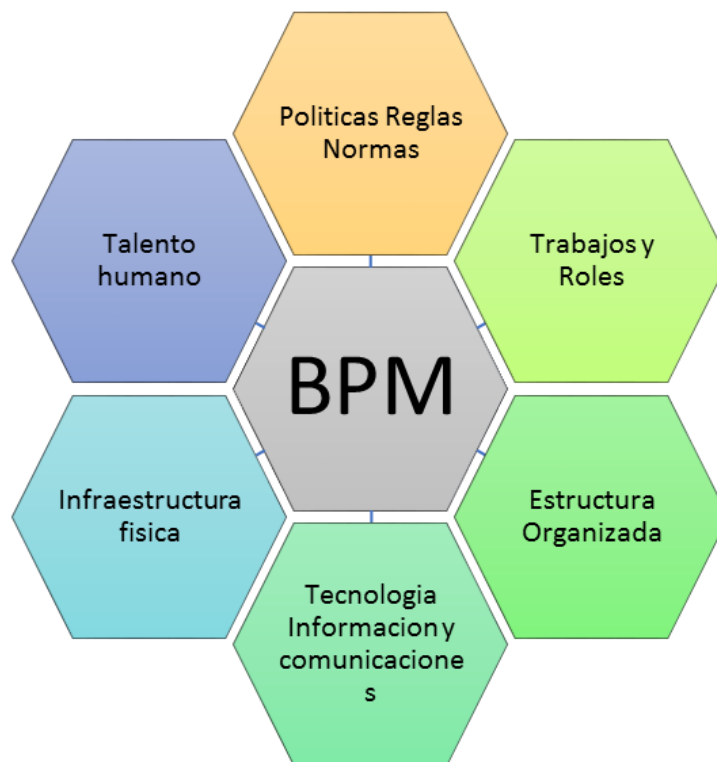 Politicas Reglas
Normas
Talento
humano
Trabajos y
Roles
BPM
Infraestructura
fisica
Estructura
Organizada
Tecnologia
Informacion y
comunicacione
s